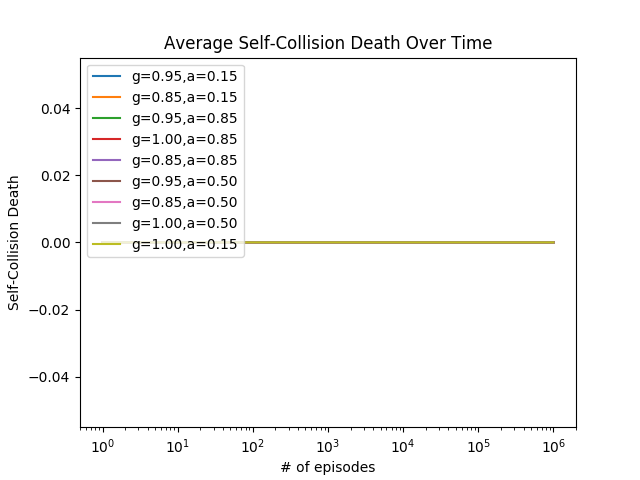 Average Self-Collision Death Over Time
g=0.95,a=0.15
g=0.85,a=0.15
g=0.95,a=0.85
g=1.00,a=0.85
g=0.85,a=0.85
g=0.95,a=0.50
g=0.85,a=0.50
g=1.00,a=0.50
g=1.00,a=0.15
0.04
0.02
0.00
−0.02
−0.04
Self-Collision Death
10⁰ 10¹ 10² 10³ 10⁴ 10⁵ 10⁶
# of episodes